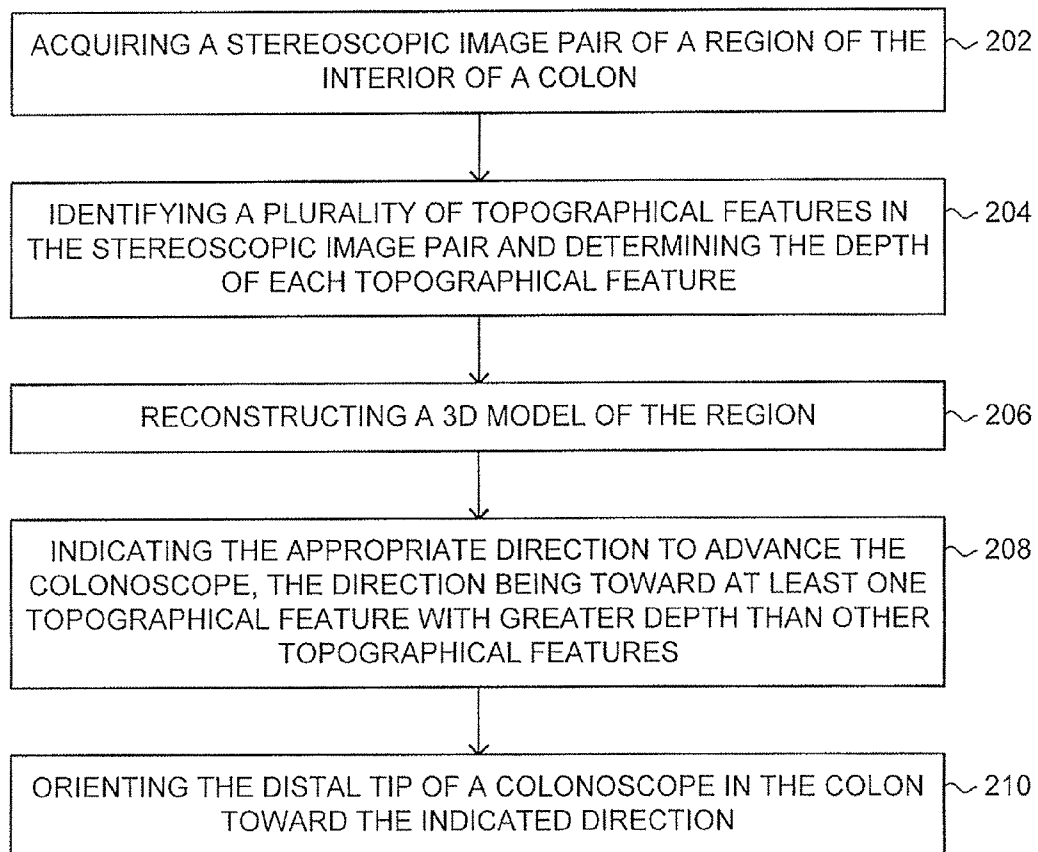 ACQUIRING A STEREOSCOPIC IMAGE PAIR OF A REGION OF THE
INTERIOR OF A COLON
202
IDENTIFYING A PLURALITY OF TOPOGRAPHICAL FEATURES IN
THE STEREOSCOPIC IMAGE PAIR AND DETERMINING THE DEPTH
OF EACH TOPOGRAPHICAL FEATURE
204
RECONSTRUCTING A 3D MODEL OF THE REGION
206
INDICATING THE APPROPRIATE DIRECTION TO ADVANCE THE
COLONOSCOPE, THE DIRECTION BEING TOWARD AT LEAST ONE
TOPOGRAPHICAL FEATURE WITH GREATER DEPTH THAN OTHER
TOPOGRAPHICAL FEATURES
208
ORIENTING THE DISTAL TIP OF A COLONOSCOPE IN THE COLON
TOWARD THE INDICATED DIRECTION
210